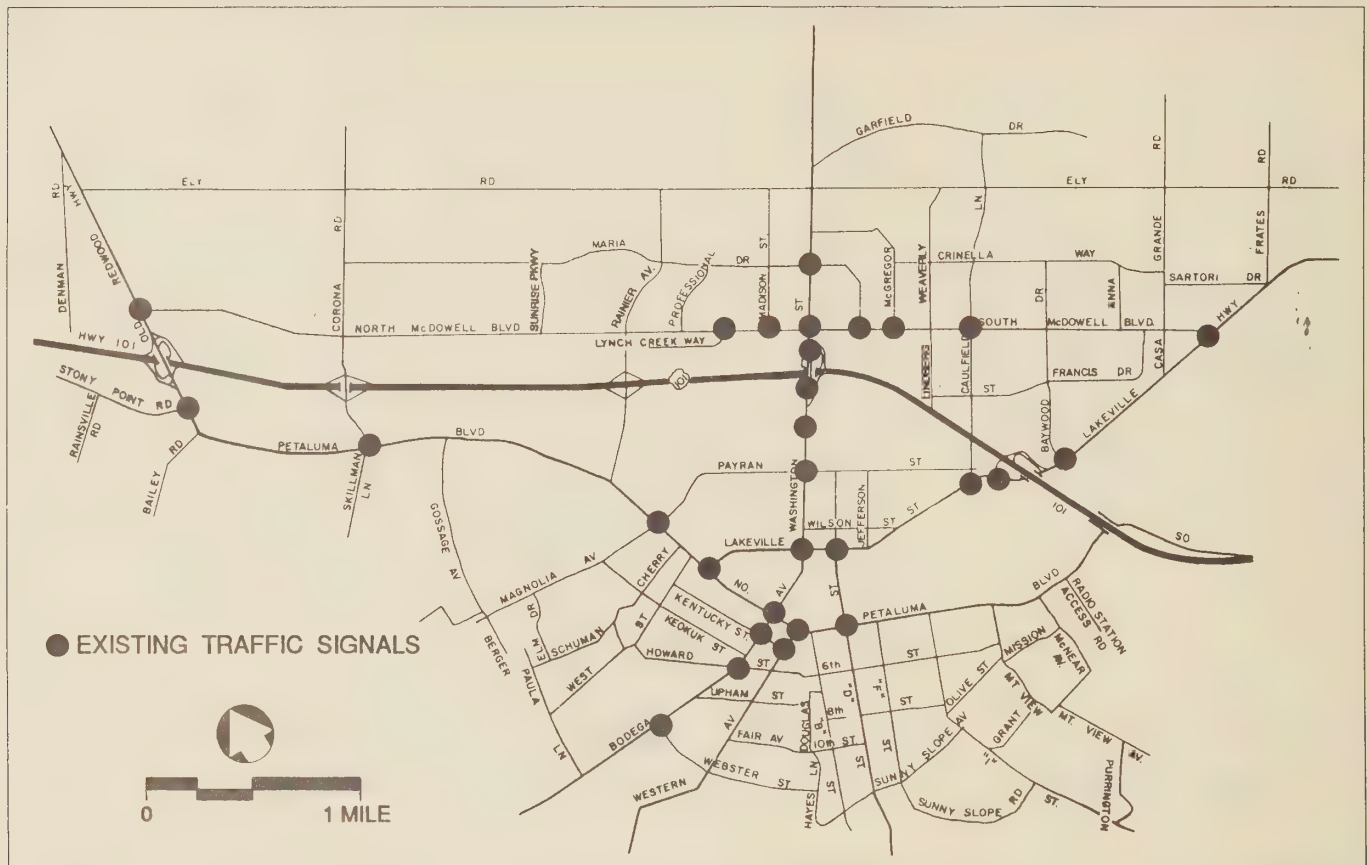 GARFIELD DR
ELY RD ELY RD
DENMAN RD
OLD REDWOOD HWY
CORONA RD
MARIA DR
SUNRISE PKWY
RAINIER AV.
PROFESSIONAL
MADISON ST.
McGREGOR
WEAVERLY
CRINELLA WAY
LN
DR
ANNA
CASA GRANDE RD
FRATES RD
SARTORI DR
NORTH McDOWELL BLVD
SOUTH McDOWELL BLVD.
LYNCH CREEK WAY
HWY 101
101
LINDBERG
CAULFIELD
ST
FRANCIS DR
BAYWOOD
LAKEVILLE HWY
STONY POINT RD
RAINSVILLE RD
BAILEY RD
PETALUMA BLVD
SKILLMAN LN
GOSSAGE AV
PAYRAN ST
WASHINGTON ST
WILSON ST
JEFFERSON
LAKEVILLE ST
101 SO
MAGNOLIA AV
CHERRY
NO.
AV
ST
KENTUCKY ST.
KEOKUK ST
PETALUMA BLVD
RADIO STATION ACCESS RD
● EXISTING TRAFFIC SIGNALS
BERGER
ELM DR
SCHUMAN
PAULA LN
WEST ST
HOWARD ST
6th ST
"D" ST
"F" ST
MISSION
McNEAR
OLIVE ST
UPHAM ST
DOUGLAS
"B" ST
8th ST
10th ST
MT VIEW
MT. VIEW AV.
GRANT
BODEGA
FAIR AV
WEBSTER ST
WESTERN AV
HAYES LN
SUNNY SLOPE AV
"I" ST.
SUNNY SLOPE RD
PURRINGTON
0 1 MILE